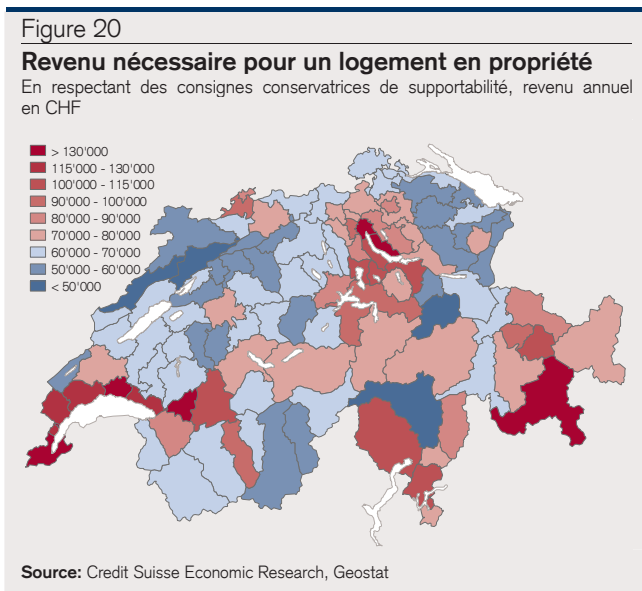 Figure 20
Revenu nécessaire pour un logement en propriété
En respectant des consignes conservatrices de supportabilité, revenu annuel
en CHF
> 130'000
115'000 - 130'000
100'000 - 115'000
90'000 - 100'000
80'000 - 90'000
70'000 - 80'000
60'000 - 70'000
50'000 - 60'000
< 50'000
Source: Credit Suisse Economic Research, Geostat